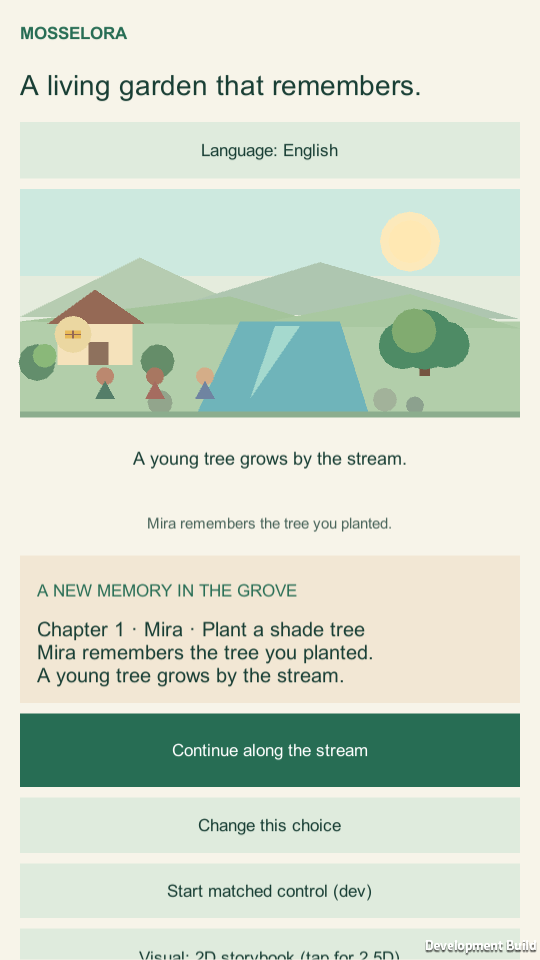 MOSSELORA
A living garden that remembers.
Language: English
A young tree grows by the stream.
Mira remembers the tree you planted.
A NEW MEMORY IN THE GROVE
Chapter 1 · Mira · Plant a shade tree
Mira remembers the tree you planted.
A young tree grows by the stream.
Continue along the stream
Change this choice
Start matched control (dev)
Visual: 2D storybook (tap for 2.5D)
Development Build